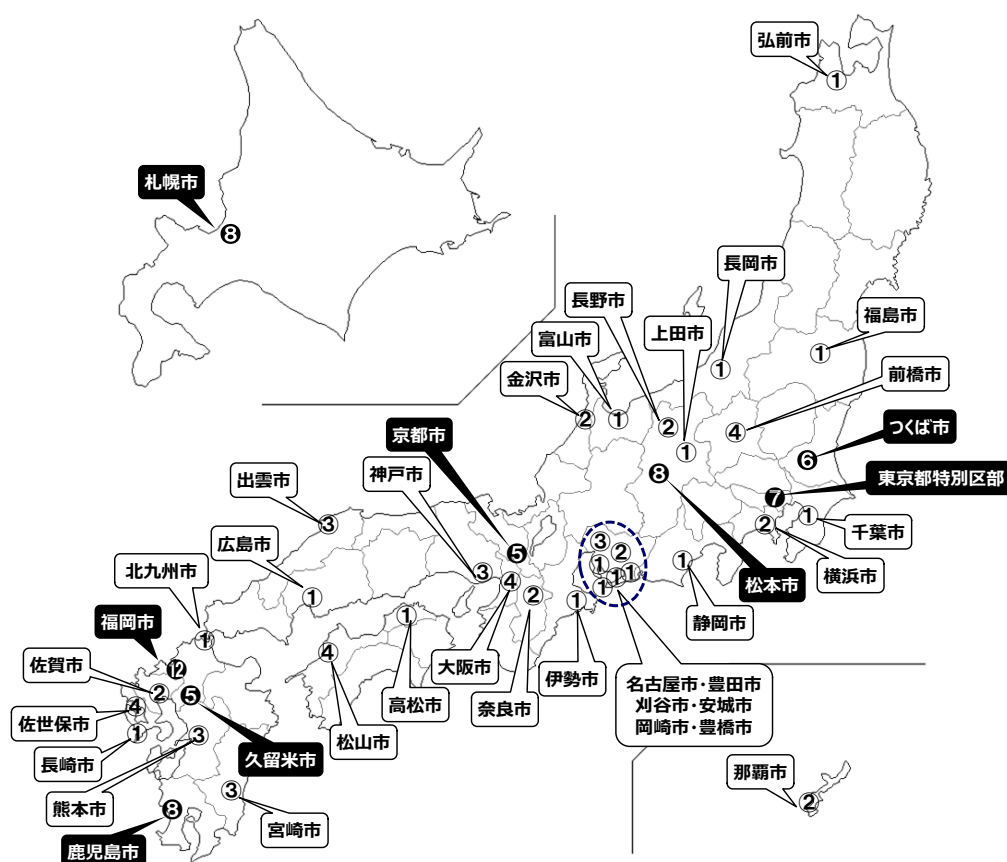 弘前市
①
札幌市
❽
長岡市
①
長野市
②
福島市
①
富山市
①
上田市
①
前橋市
④
金沢市
②
つくば市
❻
京都市
❺
❽
松本市
東京都特別区部
❼
神戸市
③
出雲市
③
千葉市
①
横浜市
②
広島市
①
北九州市
①
③
②
①
①
①
①
名古屋市・豊田市
刈谷市・安城市
岡崎市・豊橋市
①
静岡市
福岡市
⓬
①
高松市
④
大阪市
②
奈良市
①
伊勢市
佐賀市
②
④
松山市
佐世保市
④
❺
久留米市
長崎市
①
③
熊本市
③
宮崎市
❽
鹿児島市
那覇市
②